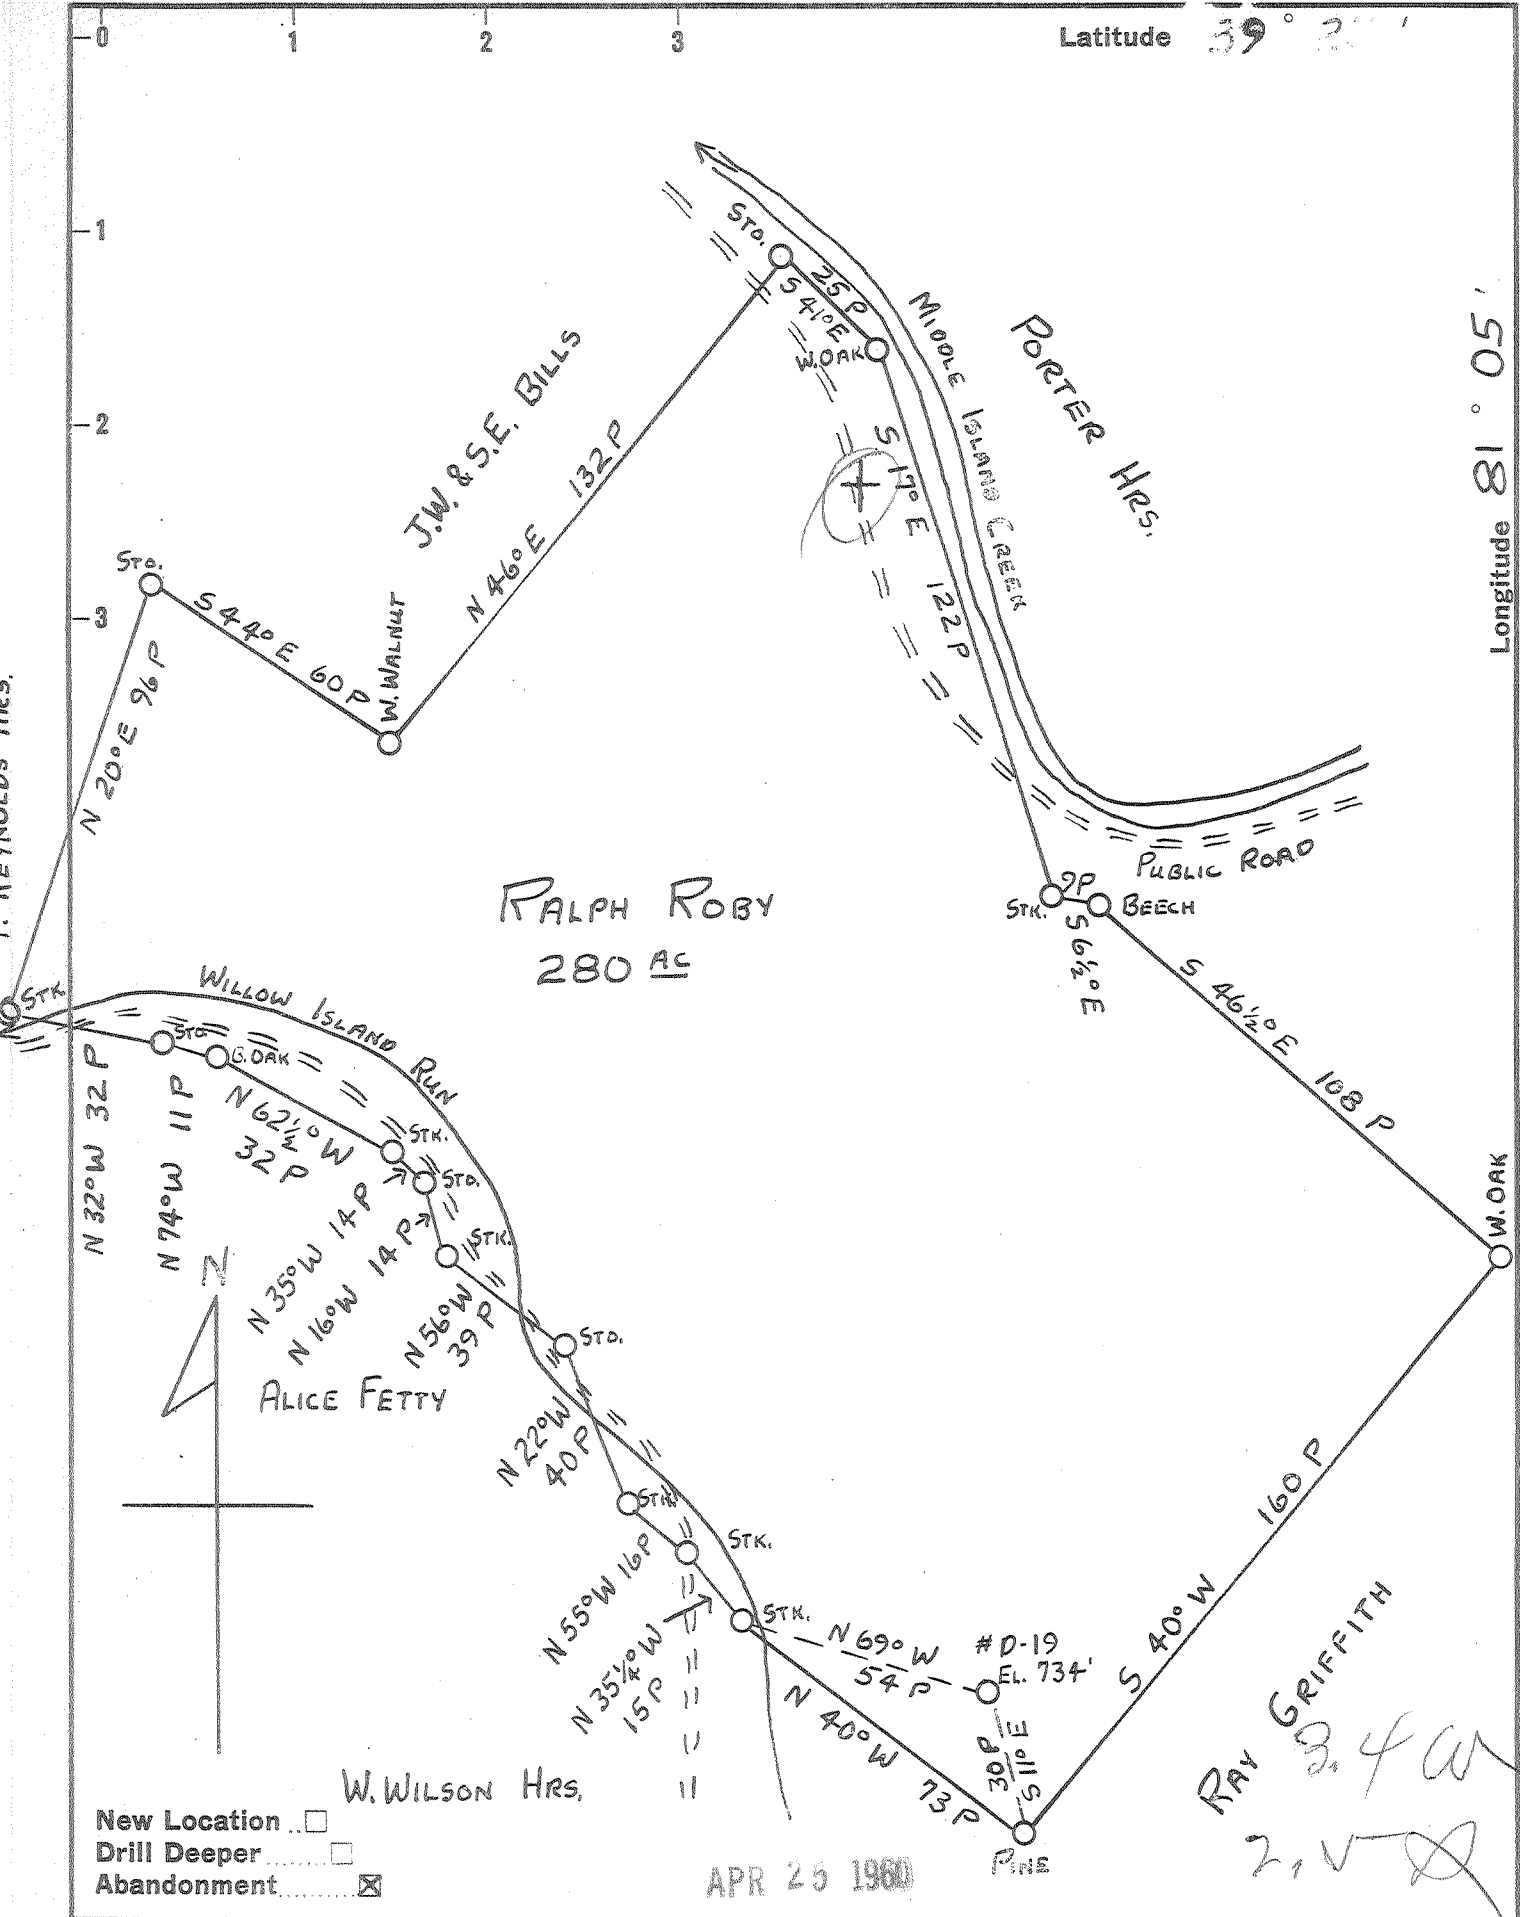 0 1 2 3
Latitude 39°
1
2
3
Longitude 81° 05'
STO.
25 P
S 41° E
W. OAK
MIDDLE ISLAND CREEK
PORTER HRS.
J.W. & S.E. BILLS
N 46° E 132 P
S 17° E 122 P
STO.
S 44° E 60 P
W. WALNUT
N 20° E 96 P
REYNOLDS HRS.
RALPH ROBY
280 AC
PUBLIC ROAD
STK.
9P
BEECH
S 6½° E
S 46½° E 108 P
W. OAK
STK
WILLOW ISLAND RUN
STO
B. OAK
N 32° W 32 P
N 74° W 11 P
N 62½° W
32 P
STK.
STO.
N 35° W 14 P
N 16° W 14 P
STK.
N 56° W
39 P
STO.
N
ALICE FETTY
N 22° W
40 P
STK
N 55° W 16 P
STK.
N 35¼° W
15 P
STK.
N 69° W
54 P
# D-19
EL. 734'
S 11° E
30 P
N 40° W 73 P
S 40° W 160 P
PINE
RAY GRIFFITH
3.4
W. WILSON HRS.
New Location
Drill Deeper
Abandonment ☒
APR 25 1960